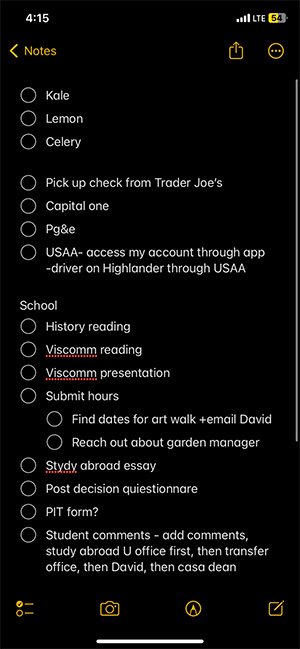 4:15
LTE 54
Notes
Kale
Lemon
Celery
Pick up check from Trader Joe's
Capital one
Pg&e
USAA- access my account through app
-driver on Highlander through USAA
School
History reading
Viscomm reading
Viscomm presentation
Submit hours
Find dates for art walk +email David
Reach out about garden manager
Stydy abroad essay
Post decision quiestionnare
PIT form?
Student comments - add comments,
study abroad U office first, then transfer
office, then David, then casa dean